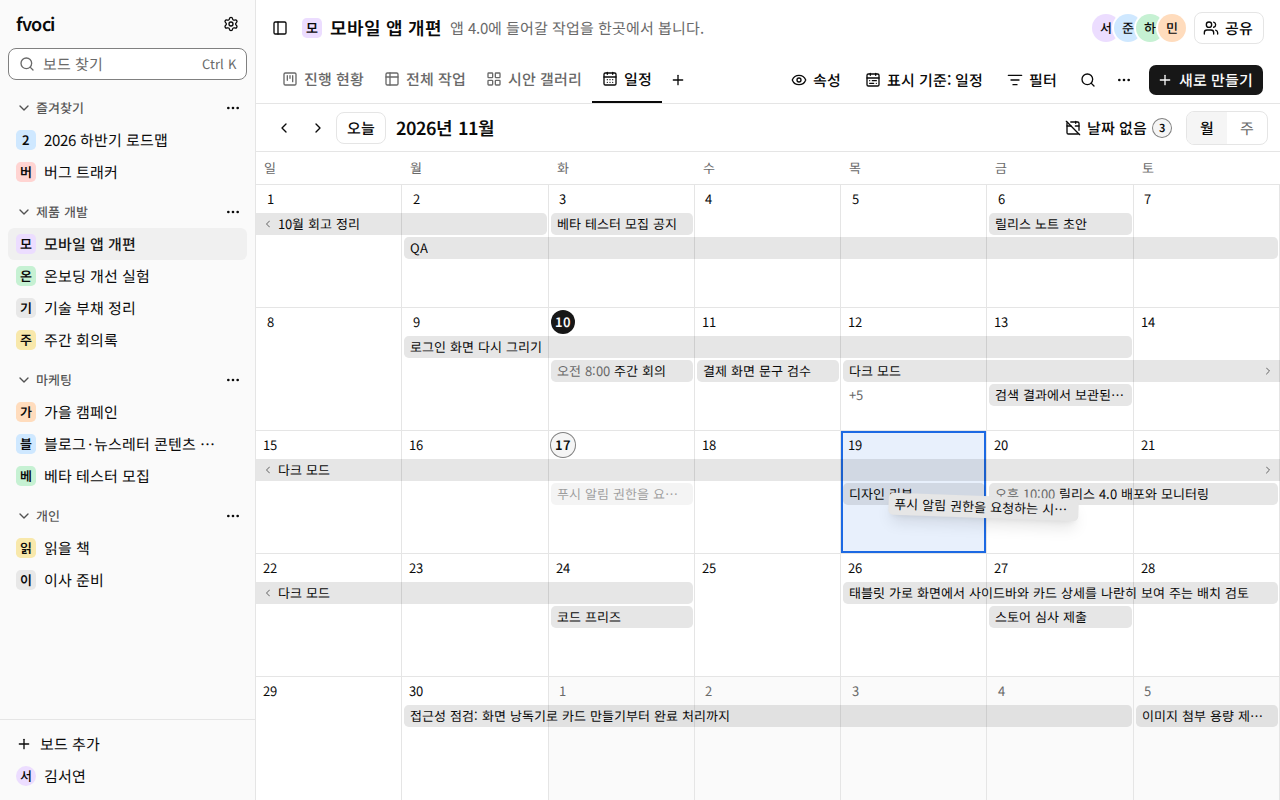 fvoci
보드 찾기 Ctrl K
즐겨찾기
2 2026 하반기 로드맵
버 버그 트래커
제품 개발
모 모바일 앱 개편
온 온보딩 개선 실험
기 기술 부채 정리
주 주간 회의록
마케팅
가 가을 캠페인
블 블로그·뉴스레터 콘텐츠 …
베 베타 테스터 모집
개인
읽 읽을 책
이 이사 준비
보드 추가
서 김서연
모 모바일 앱 개편 앱 4.0에 들어갈 작업을 한곳에서 봅니다.
서 준 하 민 공유
진행 현황 전체 작업 시안 갤러리 일정
속성 표시 기준: 일정 필터 새로 만들기
오늘 2026년 11월
날짜 없음 3 월 주
일 월 화 수 목 금 토
1 2 3 4 5 6 7
10월 회고 정리 베타 테스터 모집 공지 릴리스 노트 초안
QA
8 9 10 11 12 13 14
로그인 화면 다시 그리기
오전 8:00 주간 회의 결제 화면 문구 검수 다크 모드
+5 검색 결과에서 보관된…
15 16 17 18 19 20 21
다크 모드
푸시 알림 권한을 요… 디자인 리뷰 오후 10:00 릴리스 4.0 배포와 모니터링
푸시 알림 권한을 요청하는 시…
22 23 24 25 26 27 28
다크 모드 태블릿 가로 화면에서 사이드바와 카드 상세를 나란히 보여 주는 배치 검토
코드 프리즈 스토어 심사 제출
29 30 1 2 3 4 5
접근성 점검: 화면 낭독기로 카드 만들기부터 완료 처리까지 이미지 첨부 용량 제…